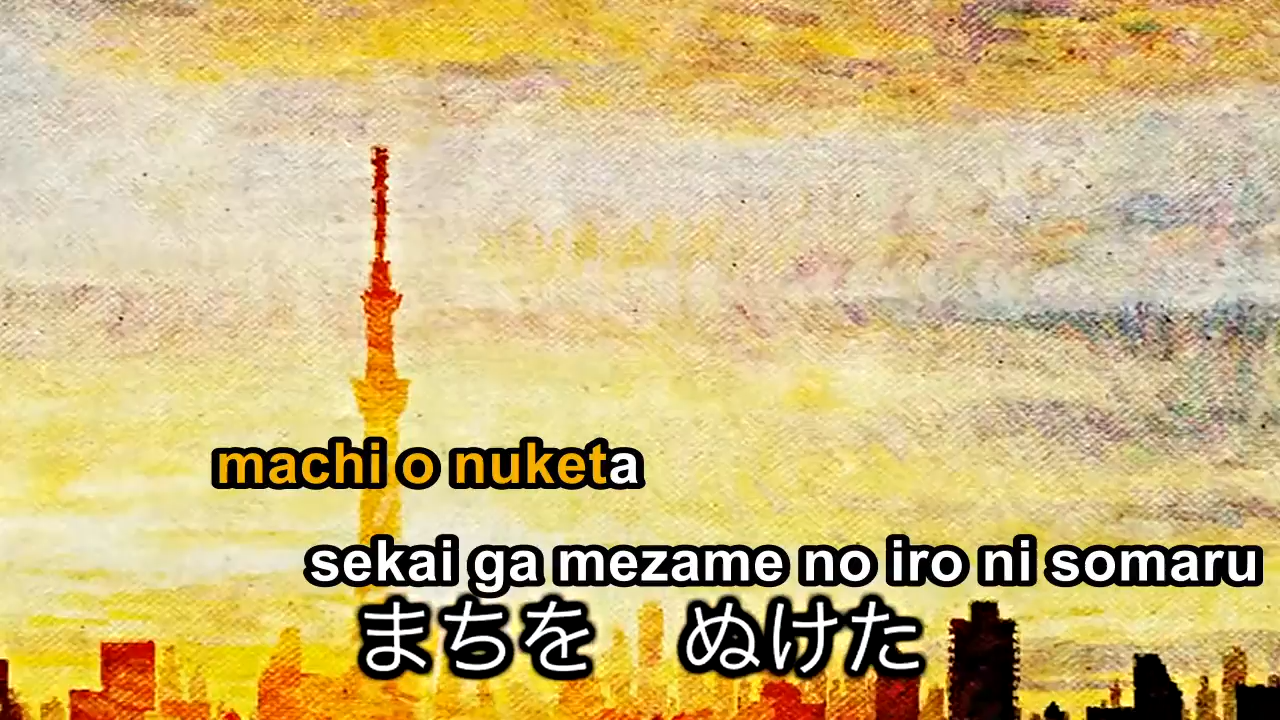 machi o nuketa
sekai ga mezame no iro ni somaru
まちを　ぬけた